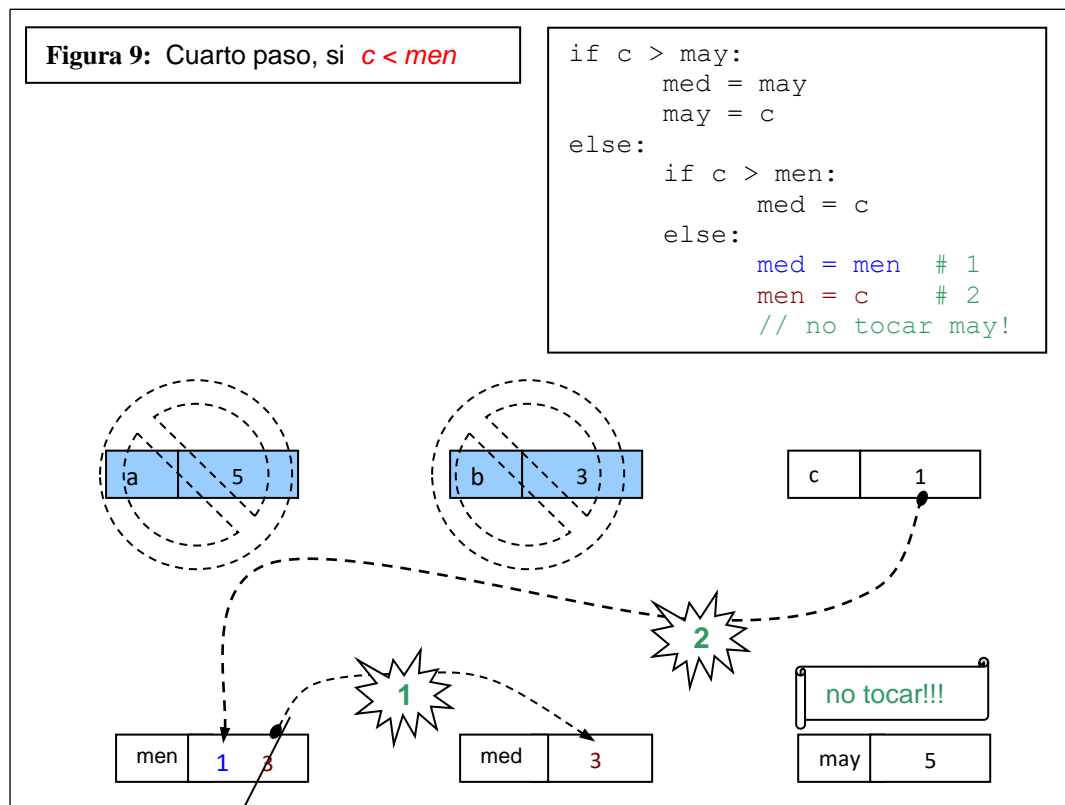 Figura 9: Cuarto paso, si c < men
if c > may:
med = may
may = c
else:
if c > men:
med = c
else:
med = men # 1
men = c # 2
// no tocar may!
a 5
b 3
c 1
2
1
no tocar!!!
men 1 3
med 3
may 5